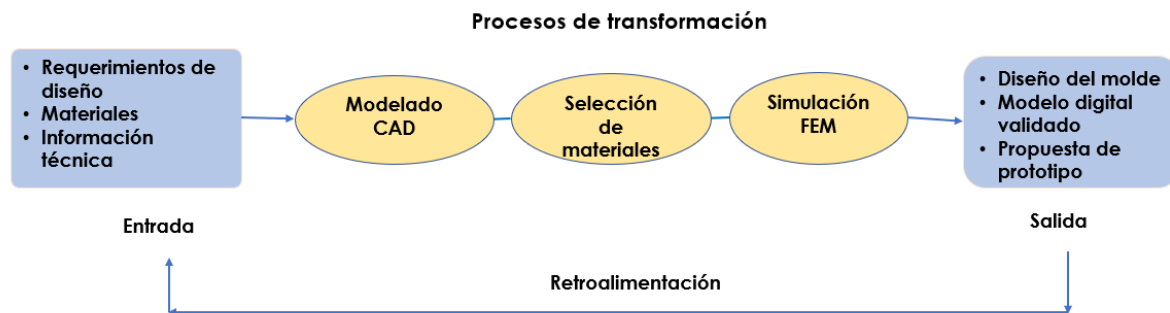 Procesos de transformación
• Requerimientos de
diseño
• Materiales
• Información
técnica
Modelado
CAD
Selección
de
materiales
Simulación
FEM
• Diseño del molde
• Modelo digital
validado
• Propuesta de
prototipo
Entrada
Salida
Retroalimentación